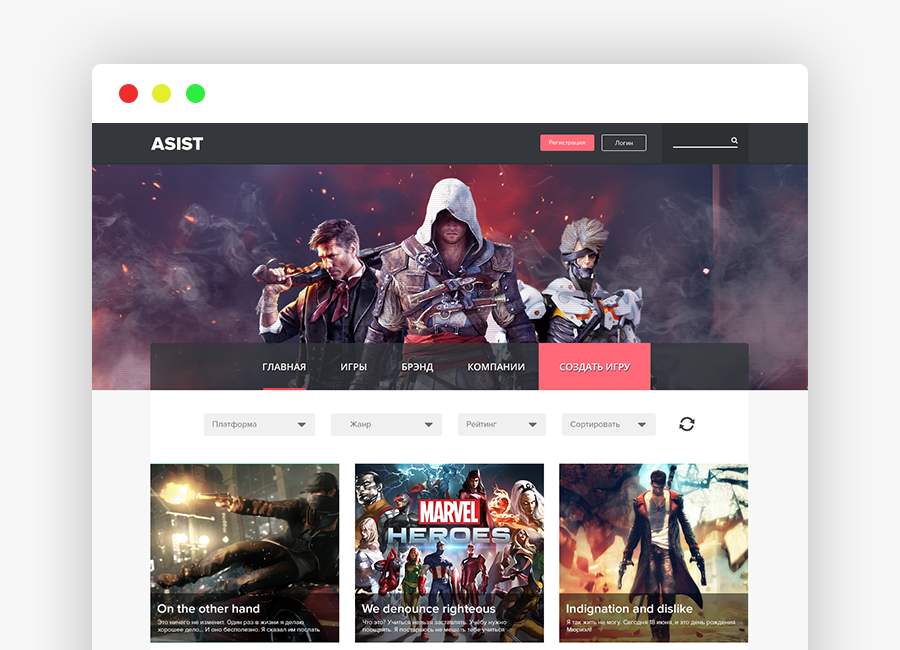 ASIST
Регистрация
Логин
ГЛАВНАЯ
ИГРЫ
БРЭНД
КОМПАНИИ
СОЗДАТЬ ИГРУ
Платформа
Жанр
Рейтинг
Сортировать
MARVEL
HEROES
On the other hand
Это ничего не изменит. Один раз в жизни я делаю
хорошее дело... И оно бесполезно. Я сказал им послать
We denounce righteous
Что это? Учиться нельзя заставлять. Учёбу нужно
поощрять. Я постараюсь не мешать тебе учиться
Indignation and dislike
Я так жить не могу. Сегодня 18 июня, и это день рождения
Мюриэл!